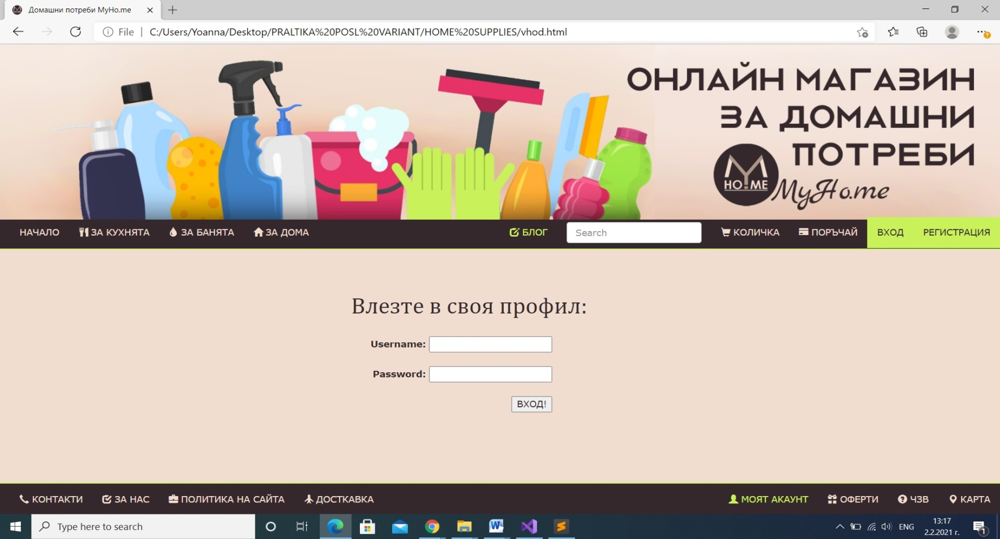 Домашни потреби MyHo.me
File | C:/Users/Yoanna/Desktop/PRALTIKA%20POSL%20VARIANT/HOME%20SUPPLIES/vhod.html
ОНЛАЙН МАГАЗИН
ЗА ДОМАШНИ
ПОТРЕБИ
MY HO!ME MyHo.me
НАЧАЛО ЗА КУХНЯТА ЗА БАНЯТА ЗА ДОМА БЛОГ Search КОЛИЧКА ПОРЪЧАЙ ВХОД РЕГИСТРАЦИЯ
Влезте в своя профил:
Username:
Password:
ВХОД!
КОНТАКТИ ЗА НАС ПОЛИТИКА НА САЙТА ДОСТКАВКА МОЯТ АКАУНТ ОФЕРТИ ЧЗВ КАРТА
Type here to search ENG 13:17
2.2.2021 г. 1